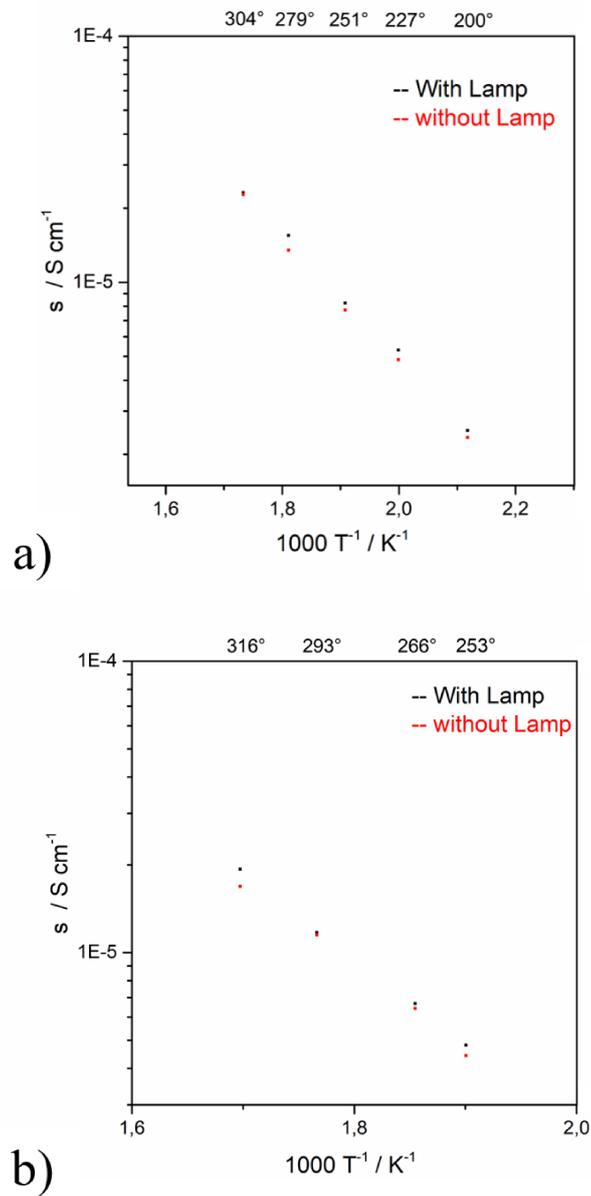 304° 279° 251° 227° 200°
1E-4
-- With Lamp
-- without Lamp
s / S cm⁻¹
1E-5
1,6 1,8 2,0 2,2
1000 T⁻¹ / K⁻¹
a)
316° 293° 266° 253°
1E-4
-- With Lamp
-- without Lamp
s / S cm⁻¹
1E-5
1,6 1,8 2,0
1000 T⁻¹ / K⁻¹
b)